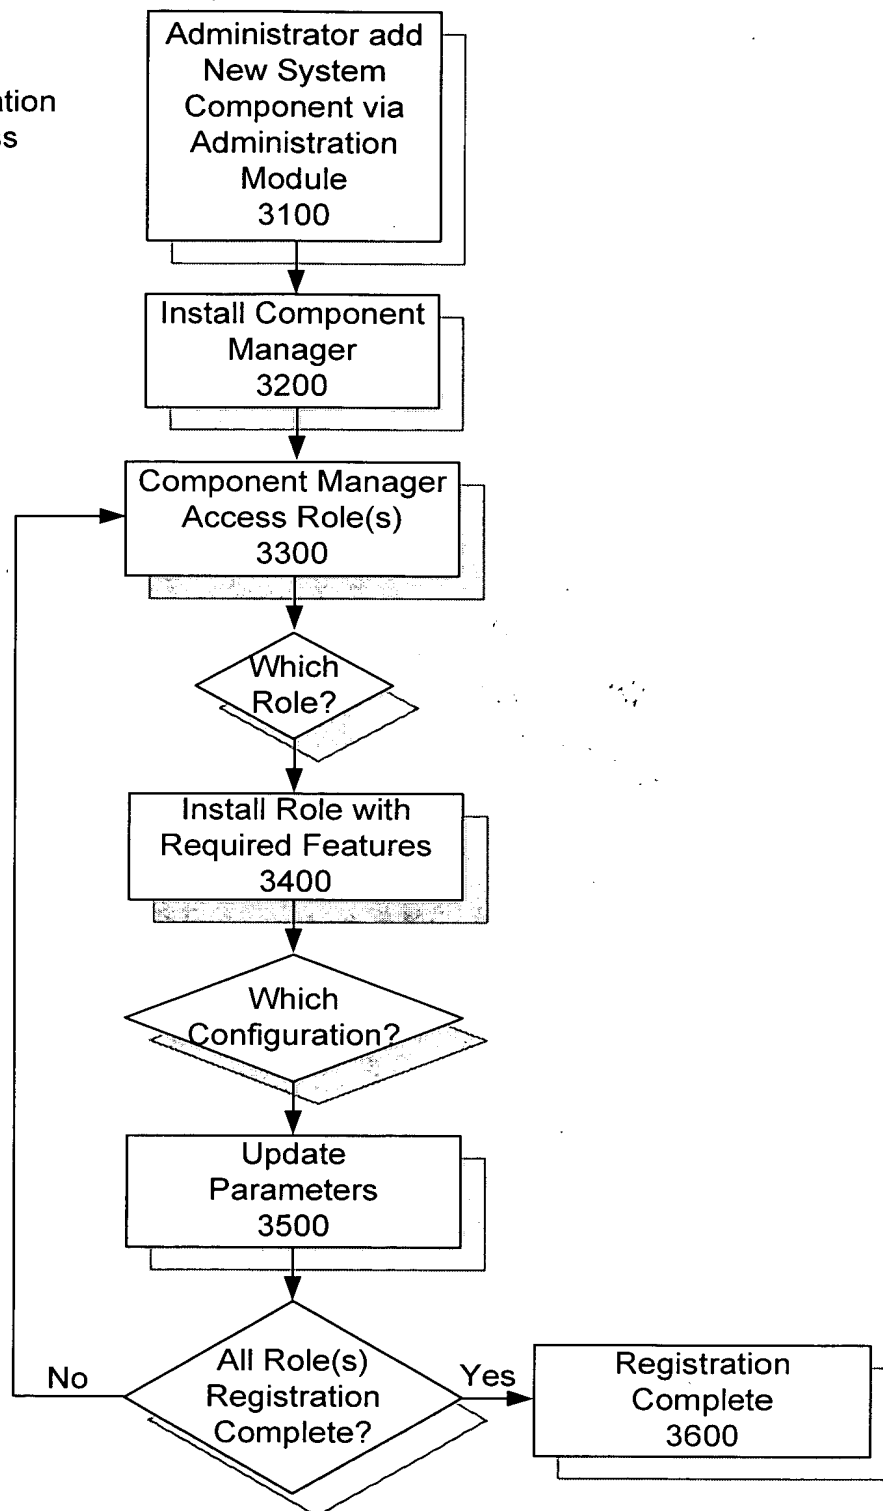 Administrator add
New System
Component via
Administration
Module
3100
Install Component
Manager
3200
Component Manager
Access Role(s)
3300
Which
Role?
Install Role with
Required Features
3400
Which
Configuration?
Update
Parameters
3500
All Role(s)
Registration
Complete?
No
Yes
Registration
Complete
3600